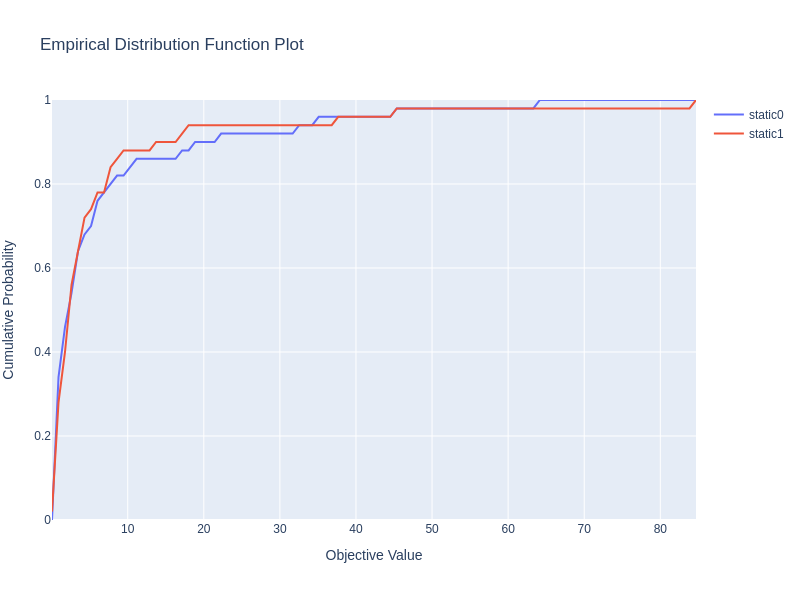 Empirical Distribution Function Plot
1
0.8
0.6
0.4
0.2
0
Cumulative Probability
10 20 30 40 50 60 70 80
Objective Value
static0
static1